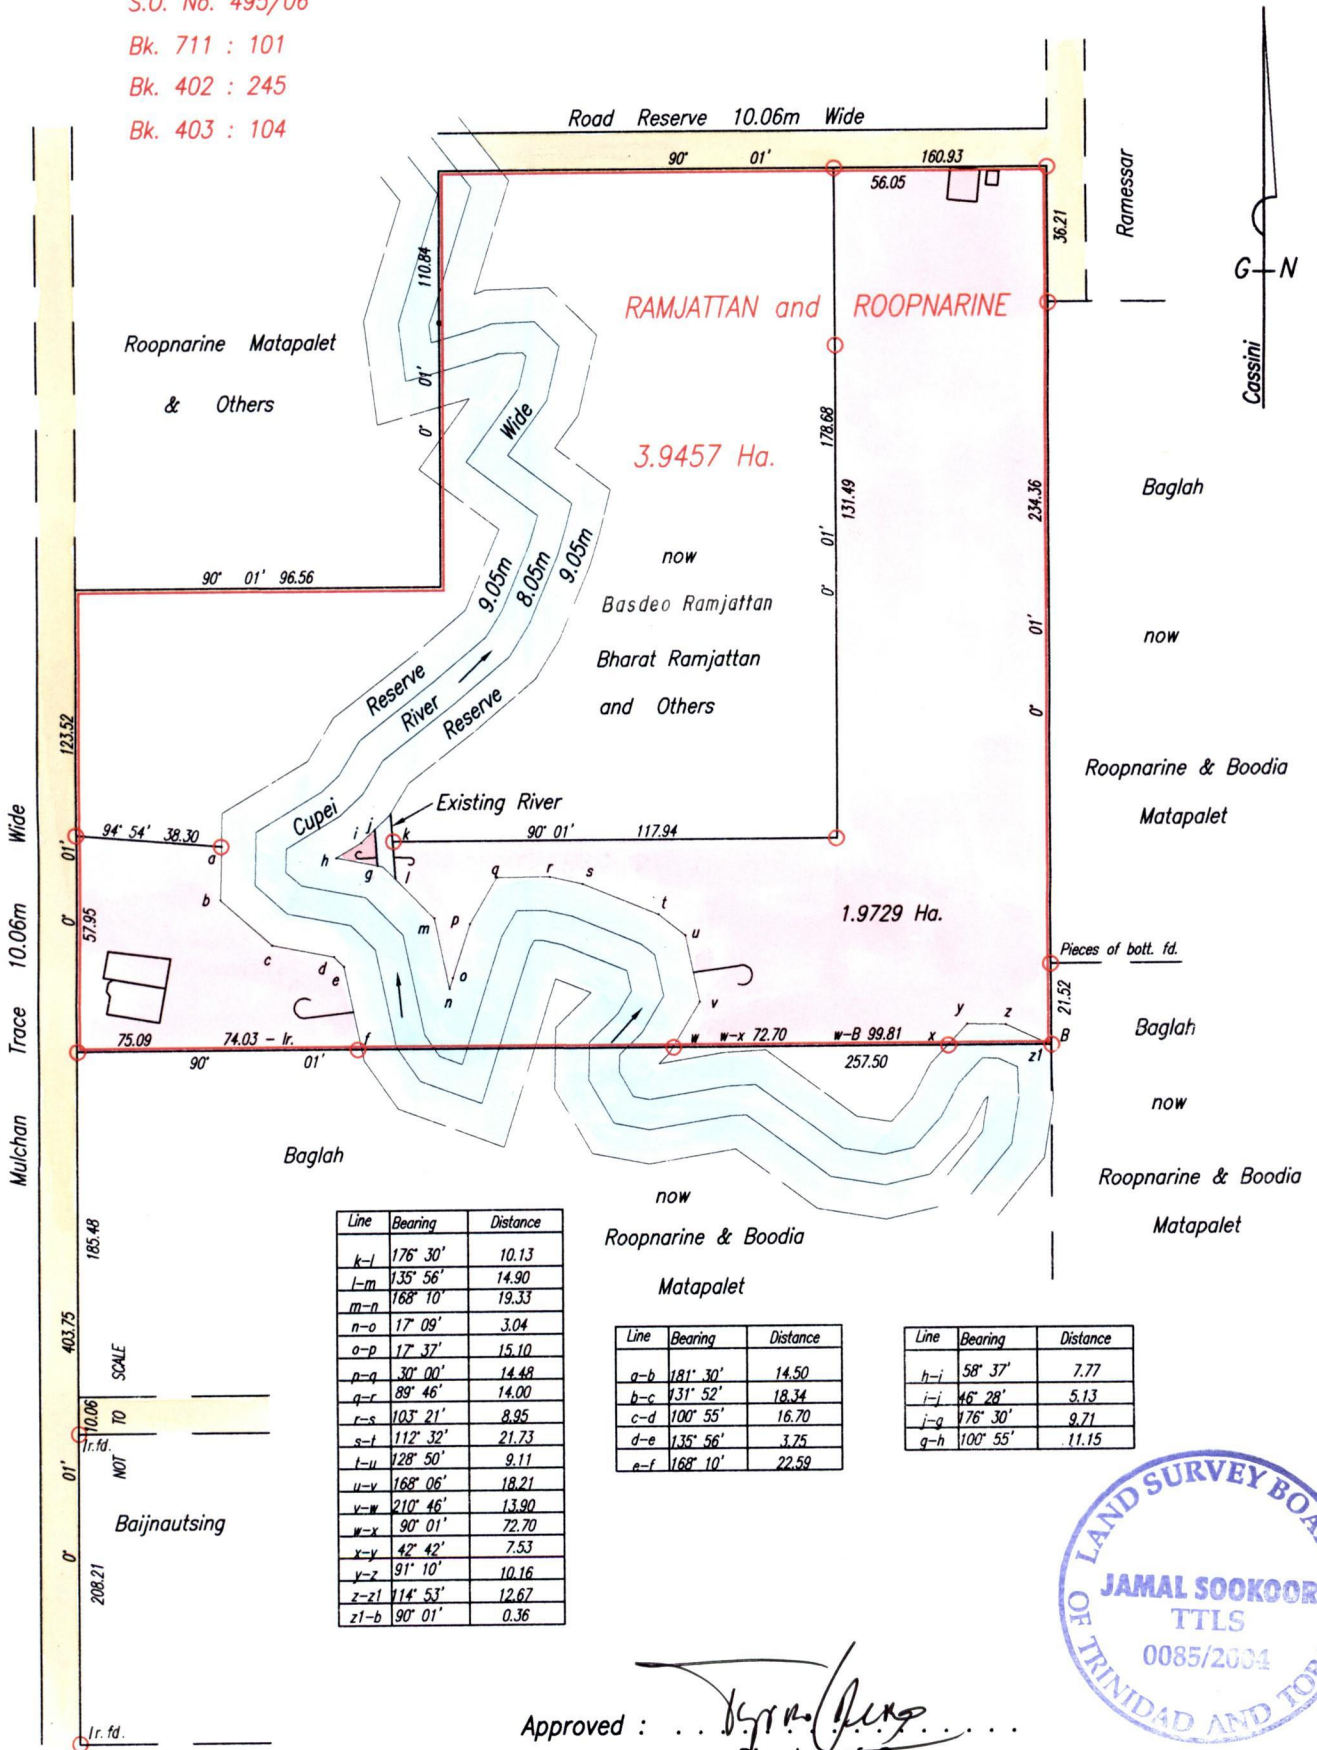 S.O. No. 495/06
Bk. 711 : 101
Bk. 402 : 245
Bk. 403 : 104
Road Reserve 10.06m Wide
90° 01' 160.93
56.05
36.21
Ramessar
G N
Cassini
110.84
0° 01'
Roopnarine Matapalet
& Others
RAMJATTAN and ROOPNARINE
3.9457 Ha.
178.68
131.49
0° 01'
234.36
0° 01'
Baglah
now
Roopnarine & Boodia
Matapalet
now
Basdeo Ramjattan
Bharat Ramjattan
and Others
Wide
9.05m
8.05m
9.05m
Reserve
River
Reserve
Cupei
90° 01' 96.56
123.52
0° 01'
57.95
94° 54' 38.30
Existing River
90° 01' 117.94
a
b
c
d
e
f
g
h
i
j
k
l
m
n
o
p
q
r
s
t
u
v
w
x
y
z
z1
B
1.9729 Ha.
Pieces of bott. fd.
21.52
Baglah
now
Roopnarine & Boodia
Matapalet
75.09 74.03 - Ir.
90° 01'
w-x 72.70 w-B 99.81
257.50
Mulchan Trace 10.06m Wide
Baglah
now
Roopnarine & Boodia
Matapalet
185.48
403.75
0° 01'
10.06
Ir.fd.
NOT TO SCALE
Baijnautsing
208.21
Ir. fd.
Line Bearing Distance
k-l 176° 30' 10.13
l-m 135° 56' 14.90
m-n 168° 10' 19.33
n-o 17° 09' 3.04
o-p 17° 37' 15.10
p-q 30° 00' 14.48
q-r 89° 46' 14.00
r-s 103° 21' 8.95
s-t 112° 32' 21.73
t-u 128° 50' 9.11
u-v 168° 06' 18.21
v-w 210° 46' 13.90
w-x 90° 01' 72.70
x-y 42° 42' 7.53
y-z 91° 10' 10.16
z-z1 114° 53' 12.67
z1-b 90° 01' 0.36
Line Bearing Distance
a-b 181° 30' 14.50
b-c 131° 52' 18.34
c-d 100° 55' 16.70
d-e 135° 56' 3.75
e-f 168° 10' 22.59
Line Bearing Distance
h-i 58° 37' 7.77
i-j 46° 28' 5.13
j-g 176° 30' 9.71
g-h 100° 55' 11.15
LAND SURVEY BOA
JAMAL SOOKOOR
TTLS
0085/2004
OF TRINIDAD AND TOB
Approved :